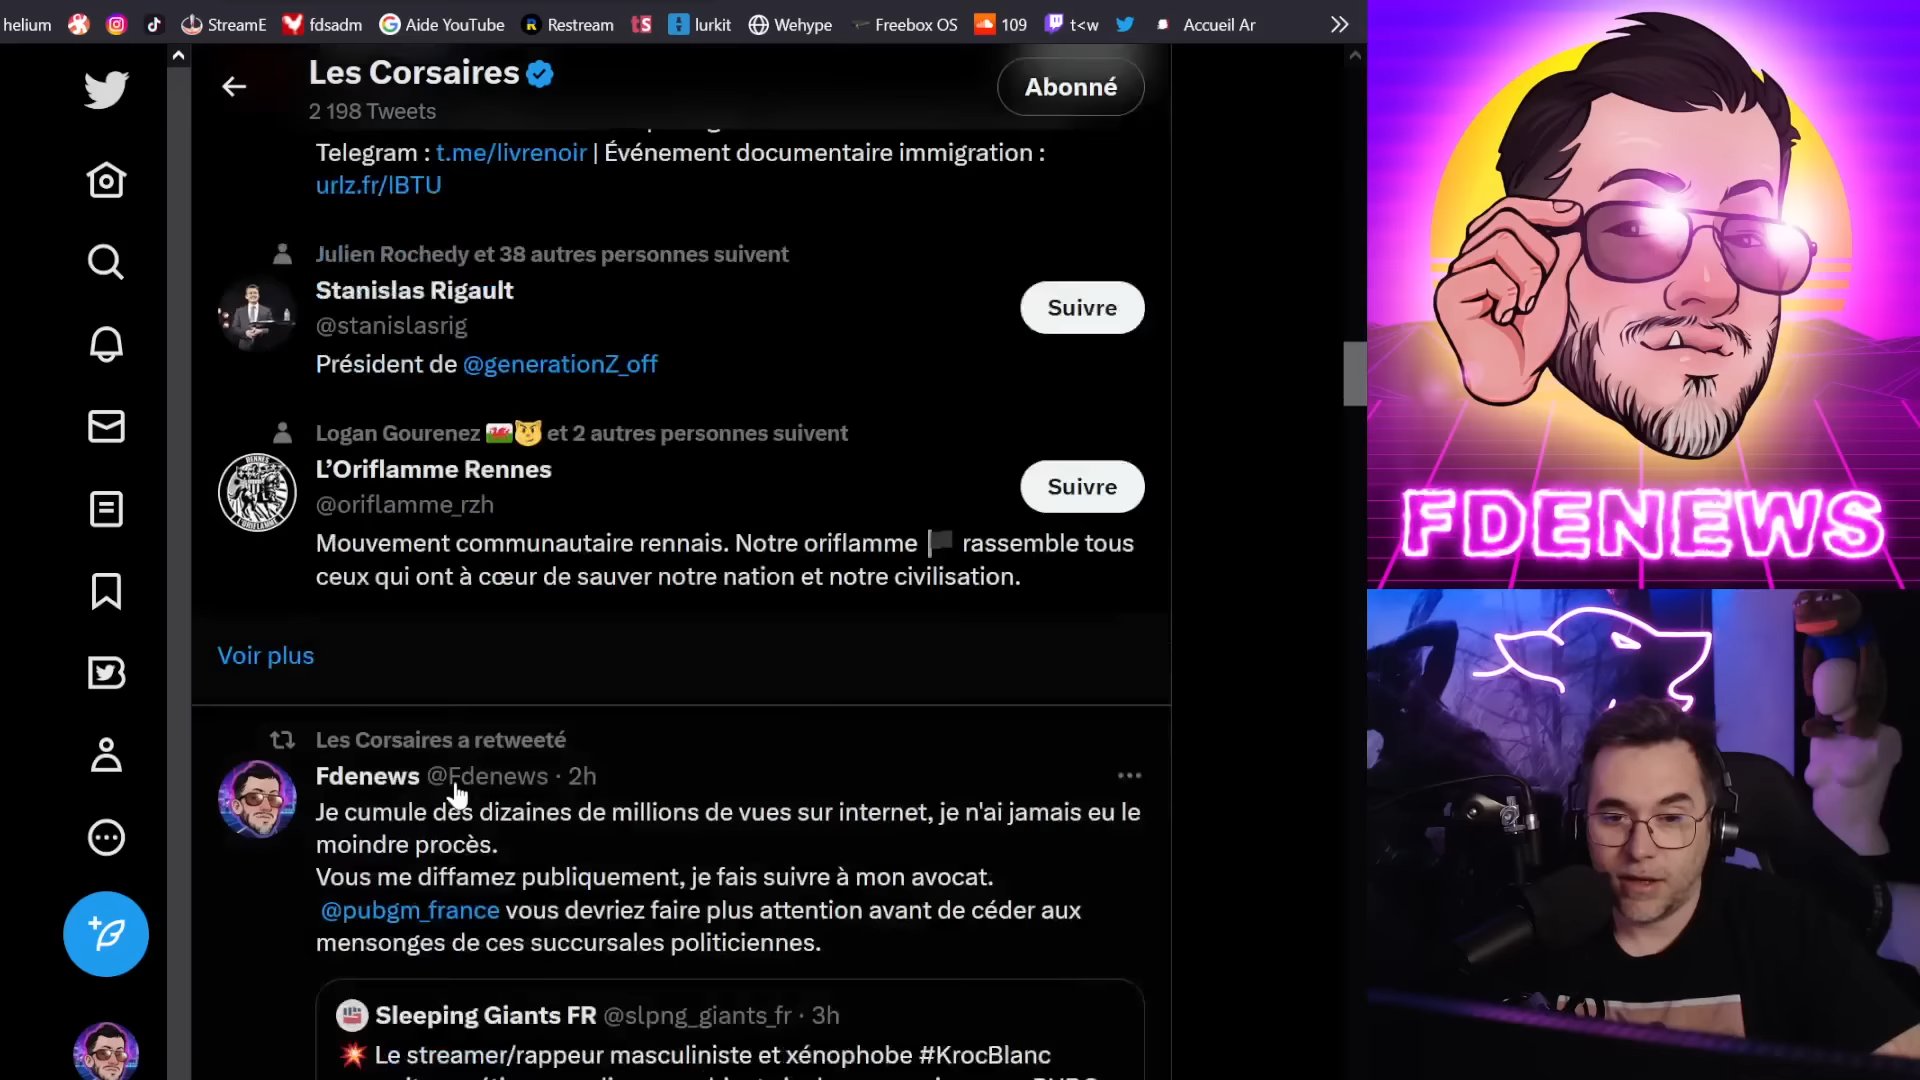 helium
StreamE
fdsadm
Aide YouTube
Restream
lurkit
Wehype
Freebox OS
109
t<w
Accueil Ar
Les Corsaires
2 198 Tweets
Abonné
Telegram : t.me/livrenoir | Événement documentaire immigration :
urlz.fr/lBTU
Julien Rochedy et 38 autres personnes suivent
Stanislas Rigault
@stanislasrig
Suivre
Président de @generationZ_off
Logan Gourenez et 2 autres personnes suivent
L’Oriflamme Rennes
@oriflamme_rzh
Suivre
Mouvement communautaire rennais. Notre oriflamme rassemble tous
ceux qui ont à cœur de sauver notre nation et notre civilisation.
Voir plus
Les Corsaires a retweeté
Fdenews @Fdenews · 2h
Je cumule des dizaines de millions de vues sur internet, je n'ai jamais eu le
moindre procès.
Vous me diffamez publiquement, je fais suivre à mon avocat.
@pubgm_france vous devriez faire plus attention avant de céder aux
mensonges de ces succursales politiciennes.
Sleeping Giants FR @slpng_giants_fr · 3h
Le streamer/rappeur masculiniste et xénophobe #KrocBlanc
FDENEWS